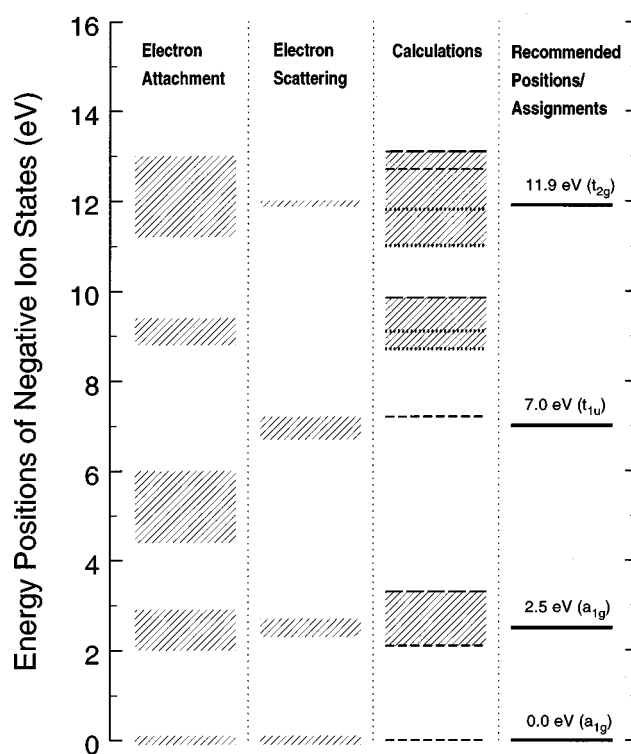 Energy Positions of Negative Ion States (eV)
16
14
12
10
8
6
4
2
0
Electron
Attachment
Electron
Scattering
Calculations
Recommended
Positions/
Assignments
11.9 eV (t2g)
7.0 eV (t1u)
2.5 eV (a1g)
0.0 eV (a1g)